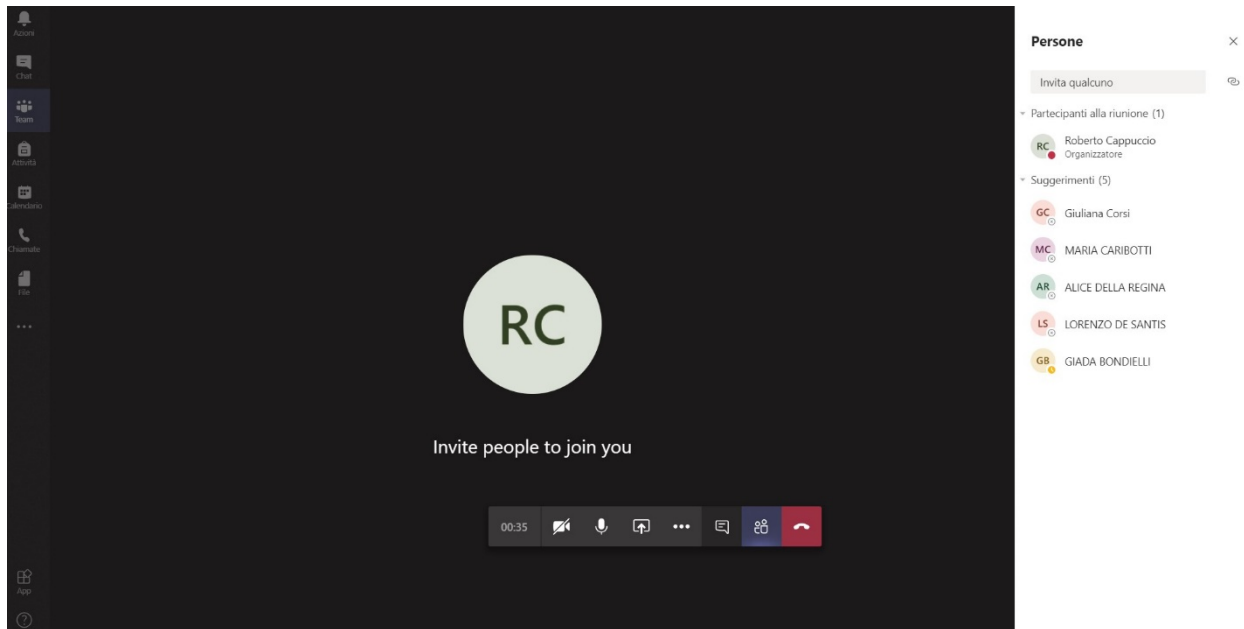 Azioni
Chat
Team
Attività
Calendario
Chiamate
File
App
RC
Invite people to join you
00:35
Persone
Invita qualcuno
Partecipanti alla riunione (1)
RC
Roberto Cappuccio
Organizzatore
Suggerimenti (5)
GC Giuliana Corsi
MC MARIA CARIBOTTI
AR ALICE DELLA REGINA
LS LORENZO DE SANTIS
GB GIADA BONDIELLI